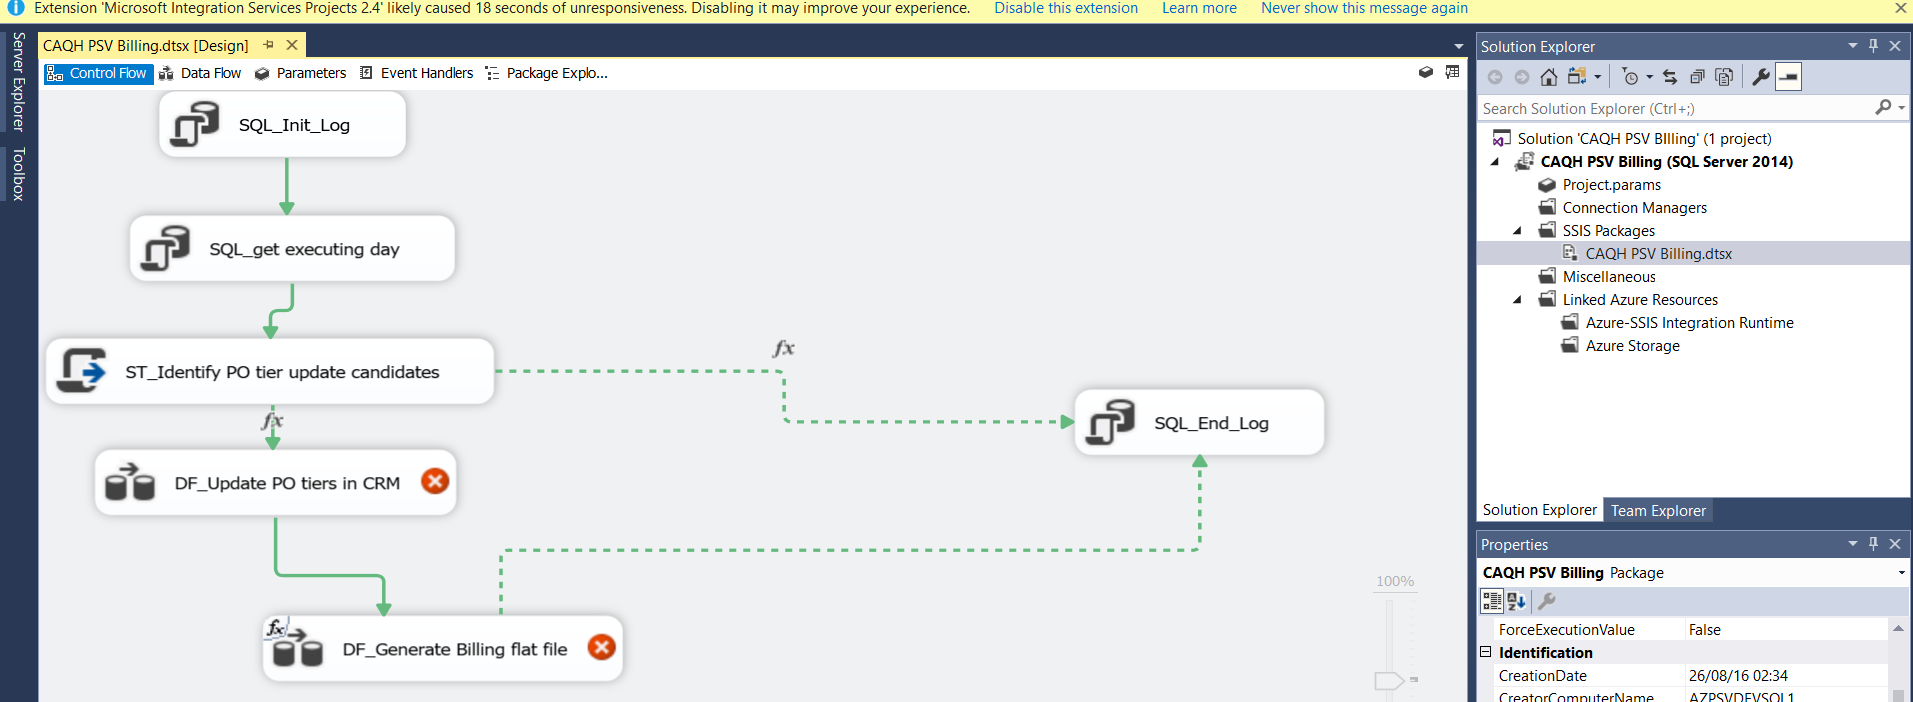 Extension 'Microsoft Integration Services Projects 2.4' likely caused 18 seconds of unresponsiveness. Disabling it may improve your experience. Disable this extension Learn more Never show this message again
Server Explorer
Toolbox
CAQH PSV Billing.dtsx [Design]
Control Flow Data Flow Parameters Event Handlers Package Explo...
SQL_Init_Log
SQL_get executing day
fx
ST_Identify PO tier update candidates
fx
SQL_End_Log
DF_Update PO tiers in CRM
100%
fx
DF_Generate Billing flat file
Solution Explorer
Search Solution Explorer (Ctrl+;)
Solution 'CAQH PSV BIlling' (1 project)
CAQH PSV Billing (SQL Server 2014)
Project.params
Connection Managers
SSIS Packages
CAQH PSV Billing.dtsx
Miscellaneous
Linked Azure Resources
Azure-SSIS Integration Runtime
Azure Storage
Solution Explorer Team Explorer
Properties
CAQH PSV Billing Package
ForceExecutionValue False
Identification
CreationDate 26/08/16 02:34
CreatorComputerName AZPSVDEVSQL1